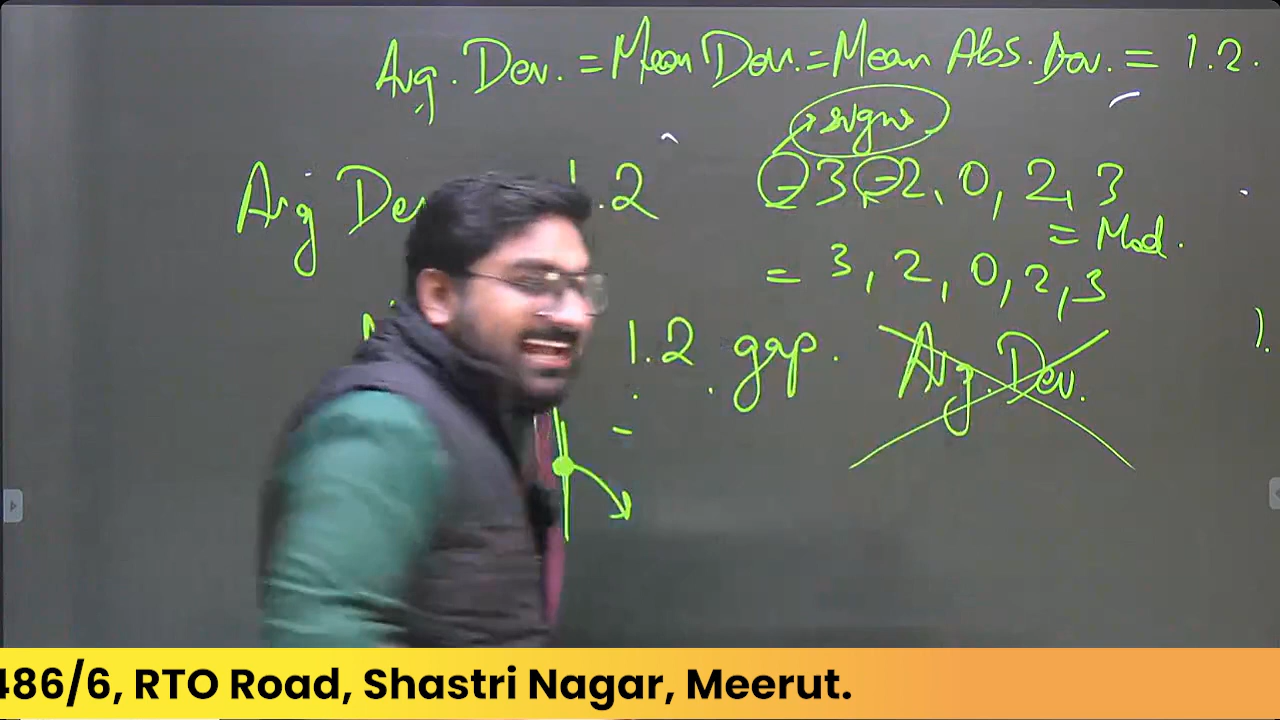 Avg. Dev. = Mean Dev. = Mean Abs. Dev. = 1.2.
signs
Avg Dev 1.2
-3 -2, 0, 2, 3
= Mod.
= 3, 2, 0, 2, 3
1.2 gap. Avg. Dev.
1.
486/6, RTO Road, Shastri Nagar, Meerut.